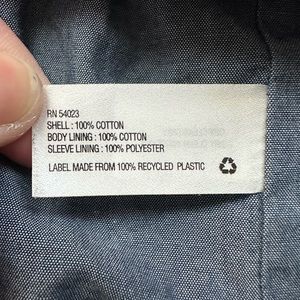 RN 54023
SHELL : 100% COTTON
BODY LINING : 100% COTTON
SLEEVE LINING : 100% POLYESTER
LABEL MADE FROM 100% RECYCLED PLASTIC